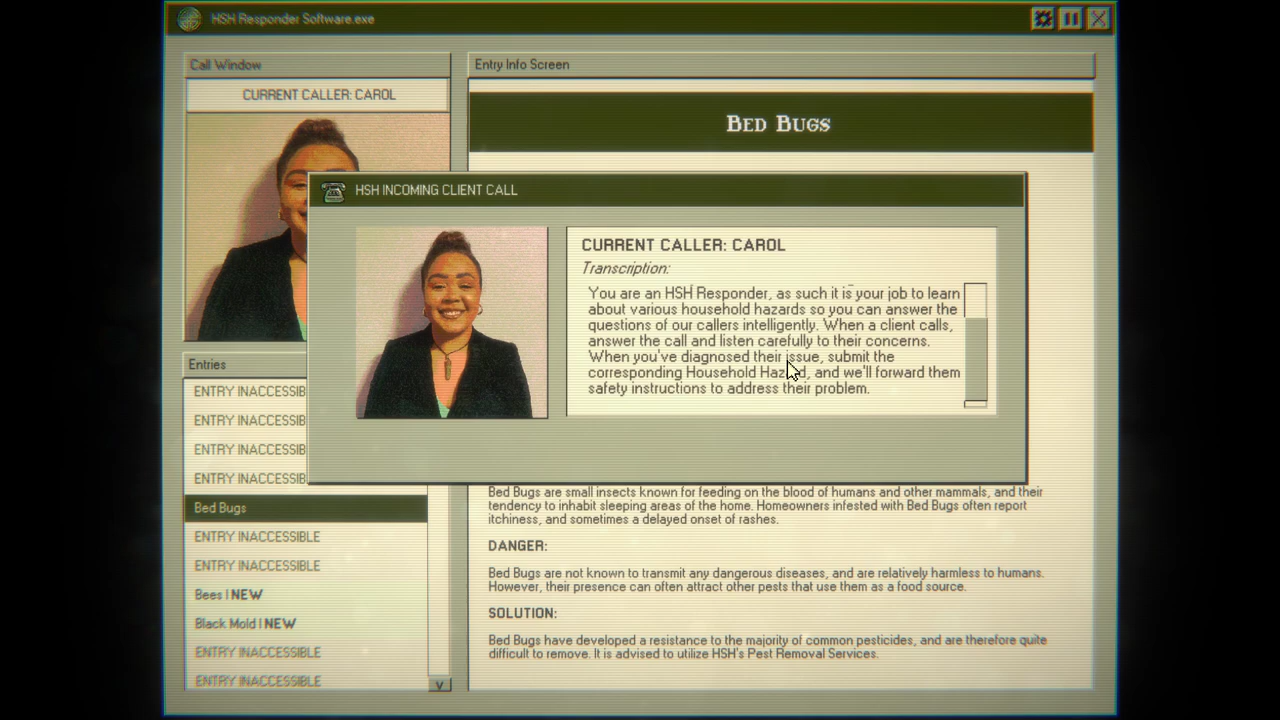 HSH Responder Software.exe
Call Window
CURRENT CALLER: CAROL
Entry Info Screen
Bed Bugs
HSH INCOMING CLIENT CALL
CURRENT CALLER: CAROL
Transcription:
You are an HSH Responder, as such it is your job to learn
about various household hazards so you can answer the
questions of our callers intelligently. When a client calls,
answer the call and listen carefully to their concerns.
When you've diagnosed their issue, submit the
corresponding Household Hazard, and we'll forward them
safety instructions to address their problem.
Entries
ENTRY INACCESSIB
ENTRY INACCESSIB
ENTRY INACCESSIB
ENTRY INACCESSIB
Bed Bugs
ENTRY INACCESSIBLE
ENTRY INACCESSIBLE
Bees | NEW
Black Mold | NEW
ENTRY INACCESSIBLE
ENTRY INACCESSIBLE
V
Bed Bugs are small insects known for feeding on the blood of humans and other mammals, and their
tendency to inhabit sleeping areas of the home. Homeowners infested with Bed Bugs often report
itchiness, and sometimes a delayed onset of rashes.
DANGER:
Bed Bugs are not known to transmit any dangerous diseases, and are relatively harmless to humans.
However, their presence can often attract other pests that use them as a food source.
SOLUTION:
Bed Bugs have developed a resistance to the majority of common pesticides, and are therefore quite
difficult to remove. It is advised to utilize HSH's Pest Removal Services.